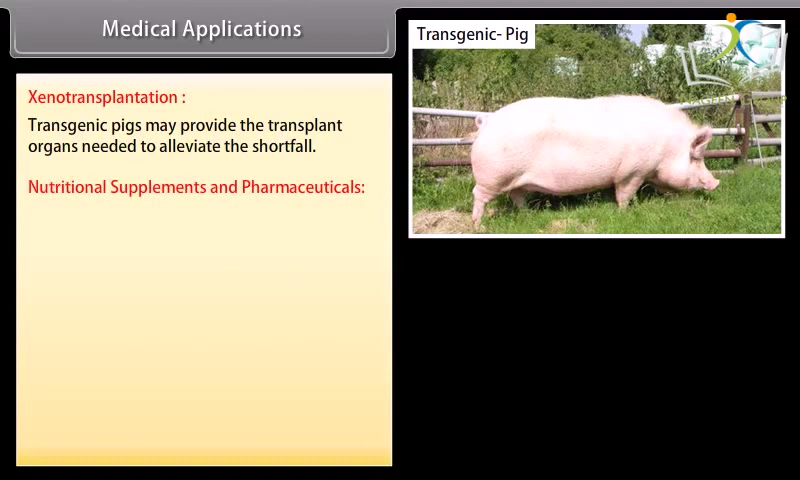 Medical Applications
Transgenic- Pig
Xenotransplantation :
Transgenic pigs may provide the transplant
organs needed to alleviate the shortfall.
Nutritional Supplements and Pharmaceuticals: